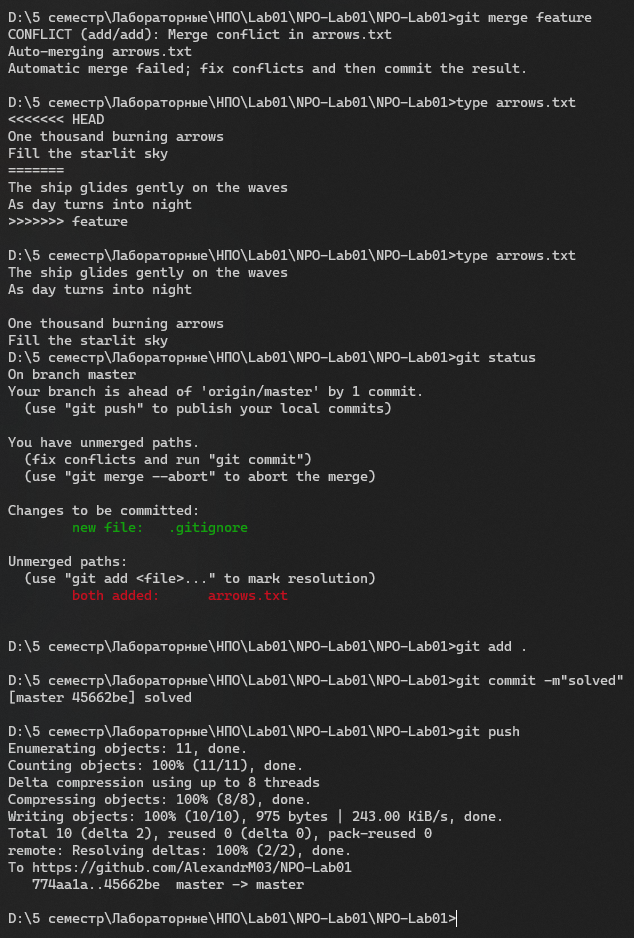 D:\5 семестр\Лабораторные\НПО\Lab01\NPO-Lab01\NPO-Lab01>git merge feature
CONFLICT (add/add): Merge conflict in arrows.txt
Auto-merging arrows.txt
Automatic merge failed; fix conflicts and then commit the result.
D:\5 семестр\Лабораторные\НПО\Lab01\NPO-Lab01\NPO-Lab01>type arrows.txt
<<<<<<< HEAD
One thousand burning arrows
Fill the starlit sky
=======
The ship glides gently on the waves
As day turns into night
>>>>>>> feature
D:\5 семестр\Лабораторные\НПО\Lab01\NPO-Lab01\NPO-Lab01>type arrows.txt
The ship glides gently on the waves
As day turns into night
One thousand burning arrows
Fill the starlit sky
D:\5 семестр\Лабораторные\НПО\Lab01\NPO-Lab01\NPO-Lab01>git status
On branch master
Your branch is ahead of 'origin/master' by 1 commit.
  (use "git push" to publish your local commits)
You have unmerged paths.
  (fix conflicts and run "git commit")
  (use "git merge --abort" to abort the merge)
Changes to be committed:
        new file:   .gitignore
Unmerged paths:
  (use "git add <file>..." to mark resolution)
        both added:      arrows.txt
D:\5 семестр\Лабораторные\НПО\Lab01\NPO-Lab01\NPO-Lab01>git add .
D:\5 семестр\Лабораторные\НПО\Lab01\NPO-Lab01\NPO-Lab01>git commit -m"solved"
[master 45662be] solved
D:\5 семестр\Лабораторные\НПО\Lab01\NPO-Lab01\NPO-Lab01>git push
Enumerating objects: 11, done.
Counting objects: 100% (11/11), done.
Delta compression using up to 8 threads
Compressing objects: 100% (8/8), done.
Writing objects: 100% (10/10), 975 bytes | 243.00 KiB/s, done.
Total 10 (delta 2), reused 0 (delta 0), pack-reused 0
remote: Resolving deltas: 100% (2/2), done.
To https://github.com/AlexandrM03/NPO-Lab01
   774aa1a..45662be  master -> master
D:\5 семестр\Лабораторные\НПО\Lab01\NPO-Lab01\NPO-Lab01>